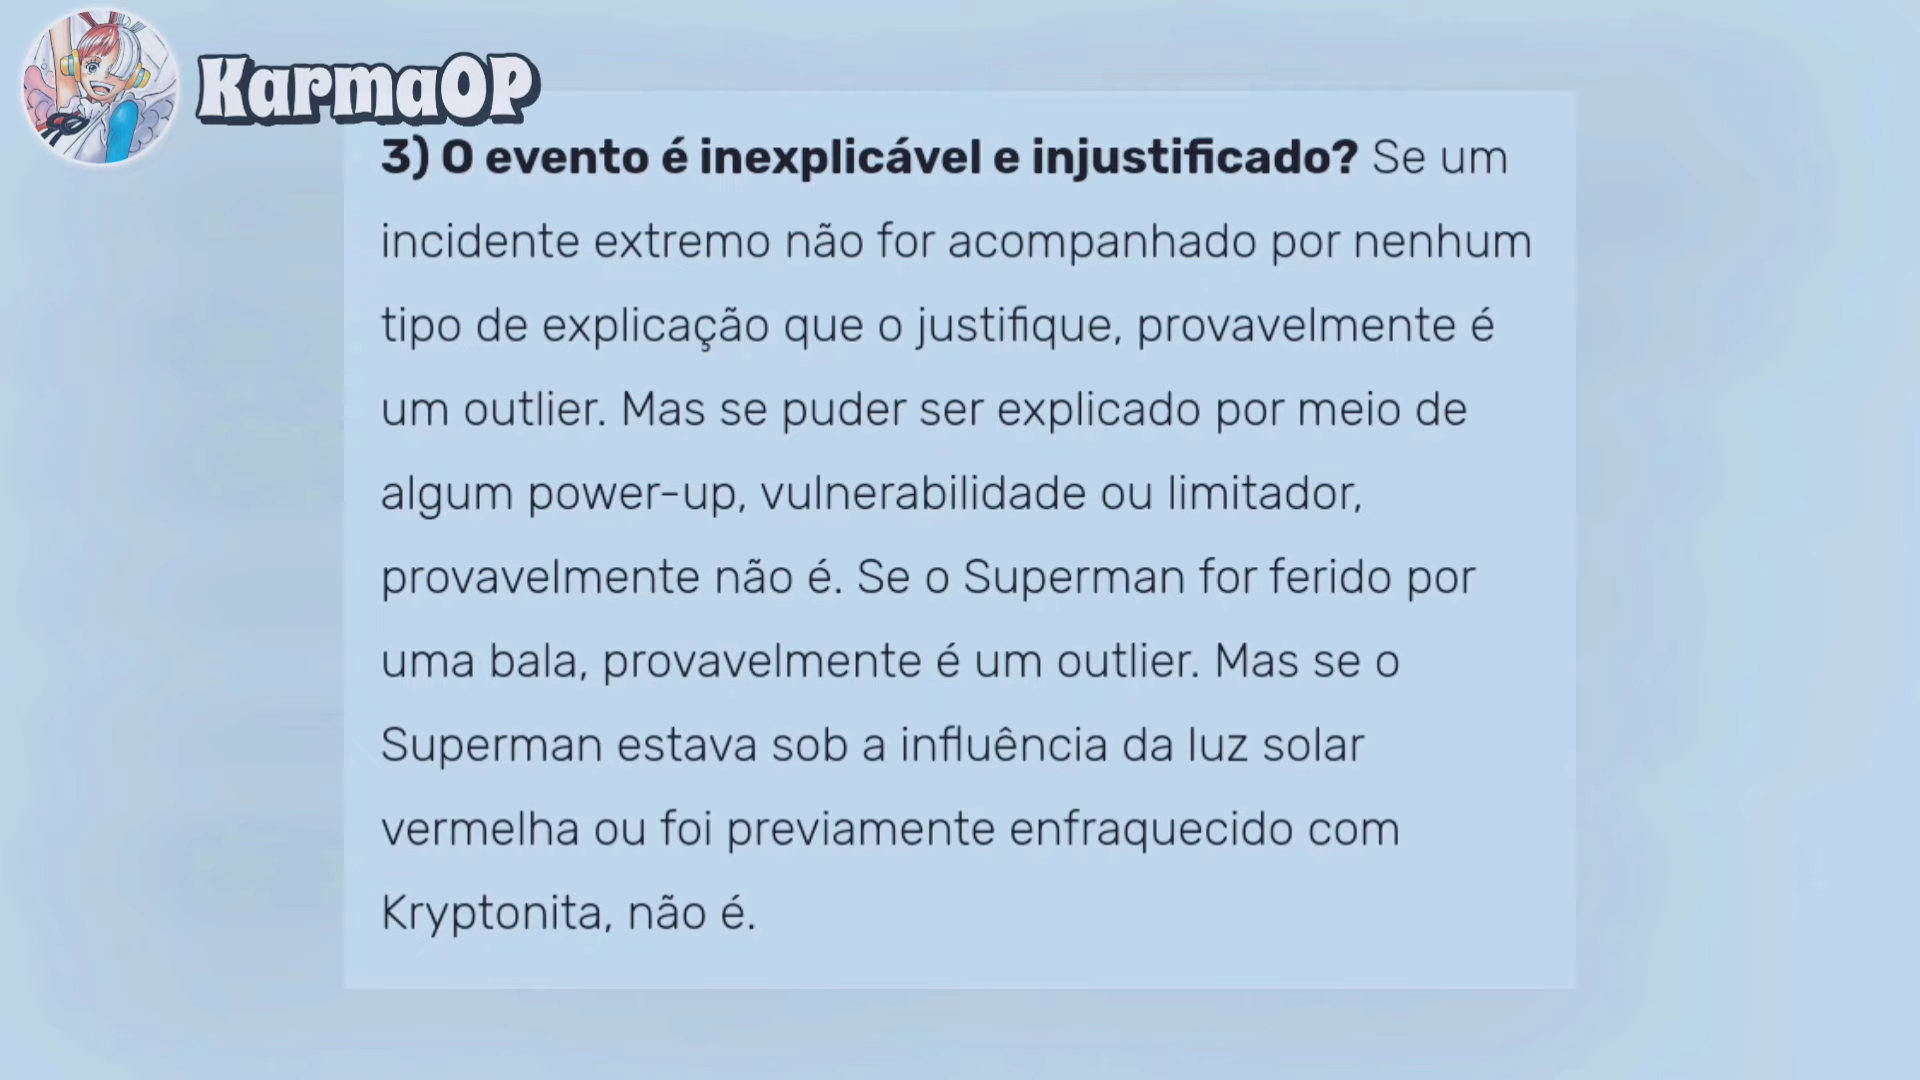 KarmaOP
3) O evento é inexplicável e injustificado? Se um
incidente extremo não for acompanhado por nenhum
tipo de explicação que o justifique, provavelmente é
um outlier. Mas se puder ser explicado por meio de
algum power-up, vulnerabilidade ou limitador,
provavelmente não é. Se o Superman for ferido por
uma bala, provavelmente é um outlier. Mas se o
Superman estava sob a influência da luz solar
vermelha ou foi previamente enfraquecido com
Kryptonita, não é.